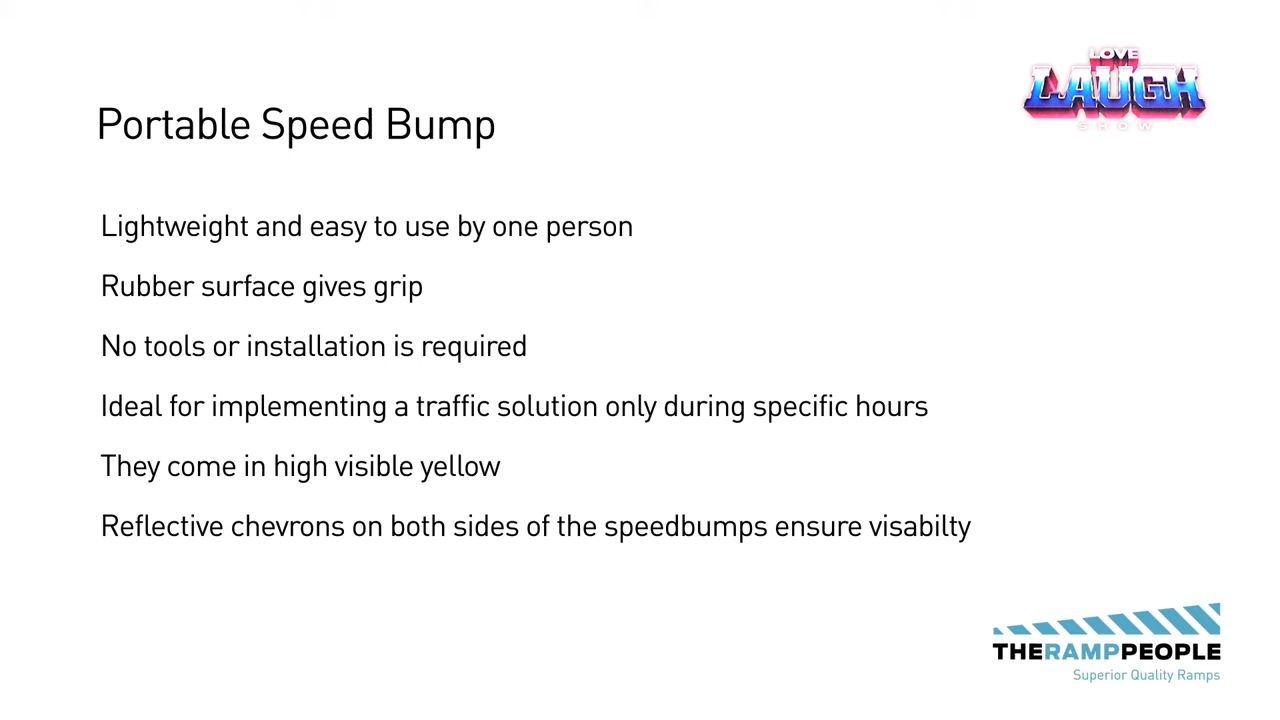 LOVE
LAUGH
SHOW
Portable Speed Bump
Lightweight and easy to use by one person
Rubber surface gives grip
No tools or installation is required
Ideal for implementing a traffic solution only during specific hours
They come in high visible yellow
Reflective chevrons on both sides of the speedbumps ensure visabilty
THERAMPPEOPLE
Superior Quality Ramps